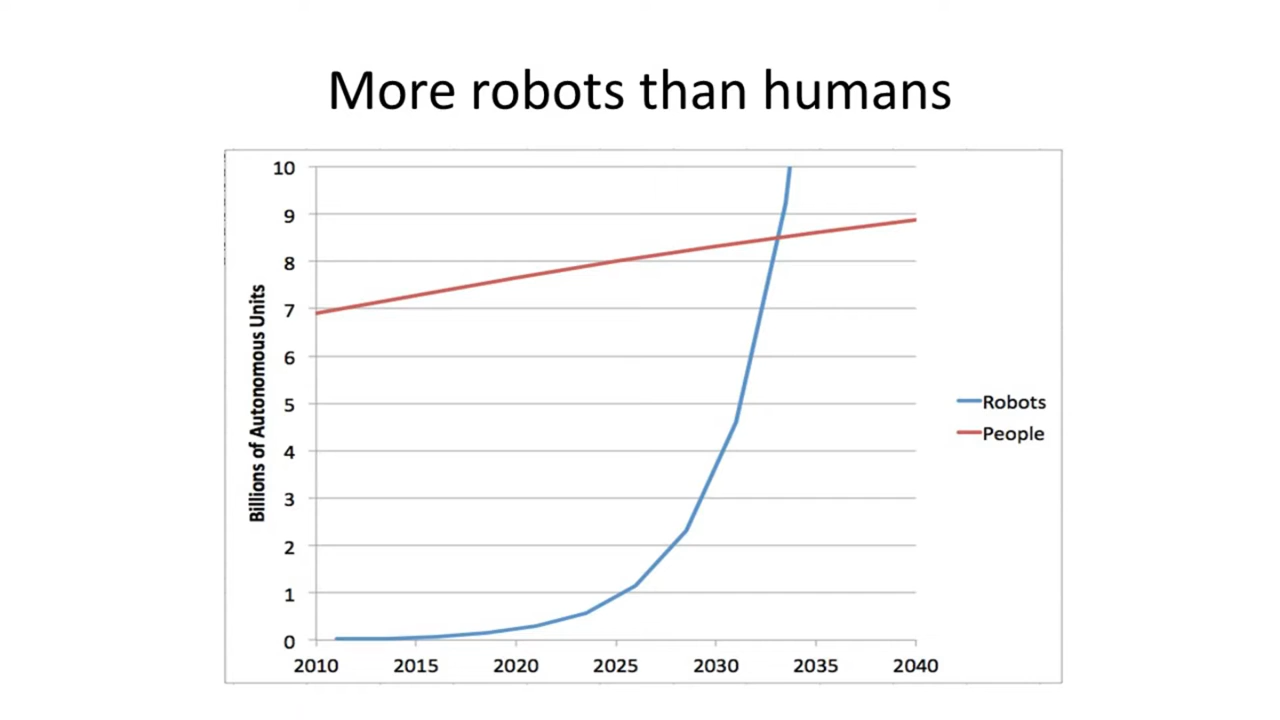 More robots than humans
10
9
8
7
6
5
4
3
2
1
0
Billions of Autonomous Units
2010 2015 2020 2025 2030 2035 2040
Robots
People